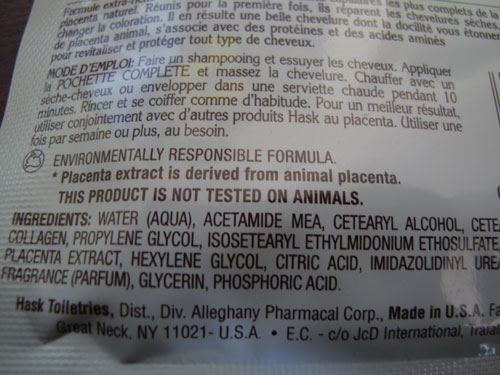 Formule extra-riche
placenta naturel. Réunis pour la première fois, ils réparent les chevelures sèches
changer la coloration. Il en résulte une belle chevelure dont la docilité vous étonner
de placenta animal, s'associe avec des protéines et des acides aminés
pour revitaliser et protéger tout type de cheveux.
MODE D'EMPLOI: Faire un shampooing et essuyer les cheveux. Appliquer
la POCHETTE COMPLÈTE et massez la chevelure. Chauffer avec un
sèche-cheveux ou envelopper dans une serviette chaude pendant 10
minutes. Rincer et se coiffer comme d'habitude. Pour un meilleur résultat,
utiliser conjointement avec d'autres produits Hask au placenta. Utiliser une
fois par semaine ou plus, au besoin.
ENVIRONMENTALLY RESPONSIBLE FORMULA.
* Placenta extract is derived from animal placenta.
THIS PRODUCT IS NOT TESTED ON ANIMALS.
INGREDIENTS: WATER (AQUA), ACETAMIDE MEA, CETEARYL ALCOHOL, CETE
COLLAGEN, PROPYLENE GLYCOL, ISOSETEARYL ETHYLMIDONIUM ETHOSULFATE
PLACENTA EXTRACT, HEXYLENE GLYCOL, CITRIC ACID, IMIDAZOLIDINYL UREA
FRAGRANCE (PARFUM), GLYCERIN, PHOSPHORIC ACID.
Hask Toiletries, Dist., Div. Alleghany Pharmacal Corp., Made in U.S.A. Fa
Great Neck, NY 11021- U.S.A. • E.C. - c/o JcD International,